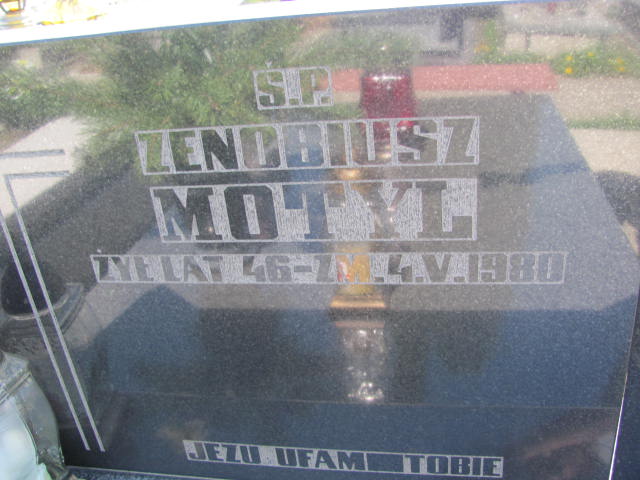 Ś.P.
ZENOBIUSZ
MOTYL
ŻYŁ LAT 46-ZM.4.V.1980
JEZU UFAM TOBIE